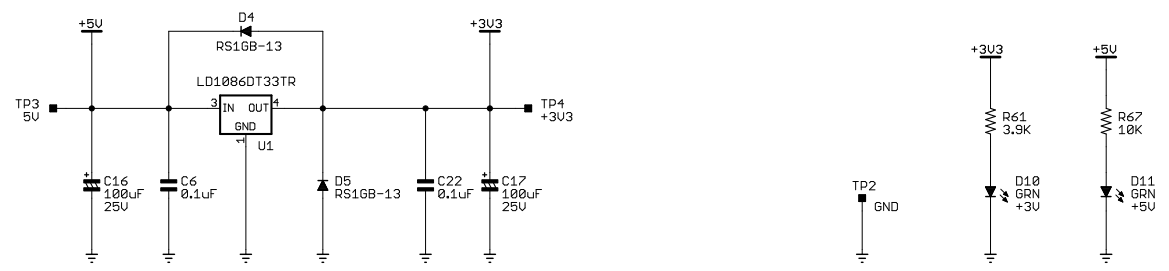 +5V
D4
RS1GB-13
+3V3
LD1086DT33TR
TP3
5V
3
IN
OUT
4
GND
1
U1
TP4
+3V3
C16
100uF
25V
C6
0.1uF
D5
RS1GB-13
C22
0.1uF
C17
100uF
25V
TP2
GND
+3V3
R61
3.9K
D10
GRN
+3V
+5V
R67
10K
D11
GRN
+5V